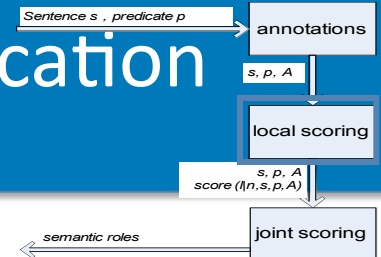 Sentence s , predicate p
annotations
cation
s, p, A
local scoring
s, p, A
score (l|n,s,p,A)
joint scoring
semantic roles